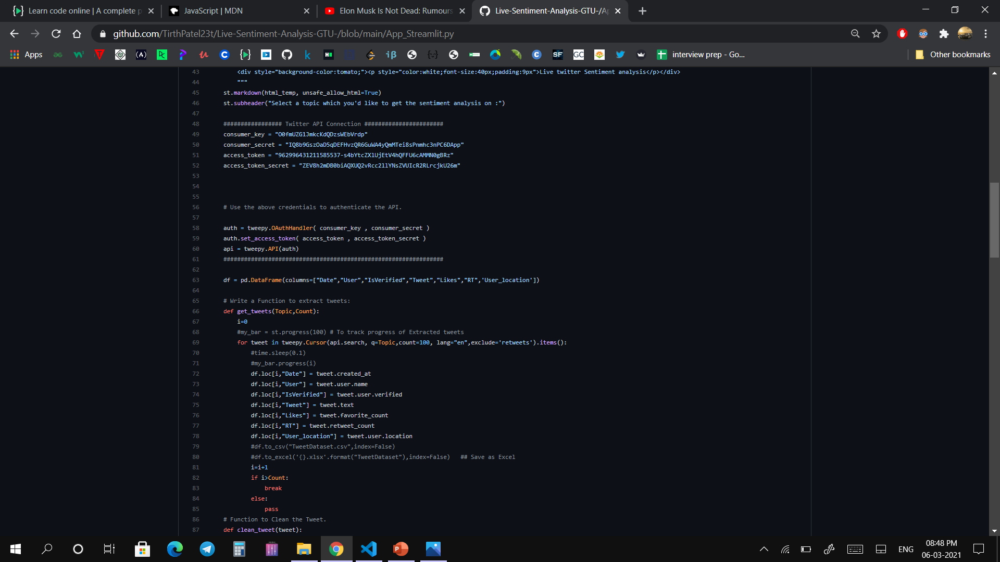 Learn code online | A complete p
JavaScript | MDN
Elon Musk Is Not Dead: Rumours
Live-Sentiment-Analysis-GTU-/Ap
github.com/TirthPatel23t/Live-Sentiment-Analysis-GTU-/blob/main/App_Streamlit.py
Apps
interview prep - Go...
Other bookmarks
43 <div style="background-color:tomato;"><p style="color:white;font-size:40px;padding:9px">Live twitter Sentiment analysis</p></div>
44 """
45 st.markdown(html_temp, unsafe_allow_html=True)
46 st.subheader("Select a topic which you'd like to get the sentiment analysis on :")
47
48 ################# Twitter API Connection #######################
49 consumer_key = "O0fmUZG1JmkcKdQDzsWEbVrdp"
50 consumer_secret = "IQ8b9GszOaD5qDEFHvzQR6GuWA4yQmMTei8sPnmhc3nPC6DApp"
51 access_token = "962996431211585537-s4bYtcZXlUjEtV4hQFFU6cAMMN0gBRz"
52 access_token_secret = "ZEV8h2mDB0biAQXUQ2vRcc2llYNsZVUIcR2RLrcjkU26m"
53
54
55
56 # Use the above credentials to authenticate the API.
57
58 auth = tweepy.OAuthHandler( consumer_key , consumer_secret )
59 auth.set_access_token( access_token , access_token_secret )
60 api = tweepy.API(auth)
61 ################################################################
62
63 df = pd.DataFrame(columns=["Date","User","IsVerified","Tweet","Likes","RT",'User_location'])
64
65 # Write a Function to extract tweets:
66 def get_tweets(Topic,Count):
67 i=0
68 #my_bar = st.progress(100) # To track progress of Extracted tweets
69 for tweet in tweepy.Cursor(api.search, q=Topic,count=100, lang="en",exclude='retweets').items():
70 #time.sleep(0.1)
71 #my_bar.progress(i)
72 df.loc[i,"Date"] = tweet.created_at
73 df.loc[i,"User"] = tweet.user.name
74 df.loc[i,"IsVerified"] = tweet.user.verified
75 df.loc[i,"Tweet"] = tweet.text
76 df.loc[i,"Likes"] = tweet.favorite_count
77 df.loc[i,"RT"] = tweet.retweet_count
78 df.loc[i,"User_location"] = tweet.user.location
79 #df.to_csv("TweetDataset.csv",index=False)
80 #df.to_excel('{}.xlsx'.format("TweetDataset"),index=False)   ## Save as Excel
81 i=i+1
82 if i>Count:
83 break
84 else:
85 pass
86 # Function to Clean the Tweet.
87 def clean_tweet(tweet):
ENG
08:48 PM
06-03-2021